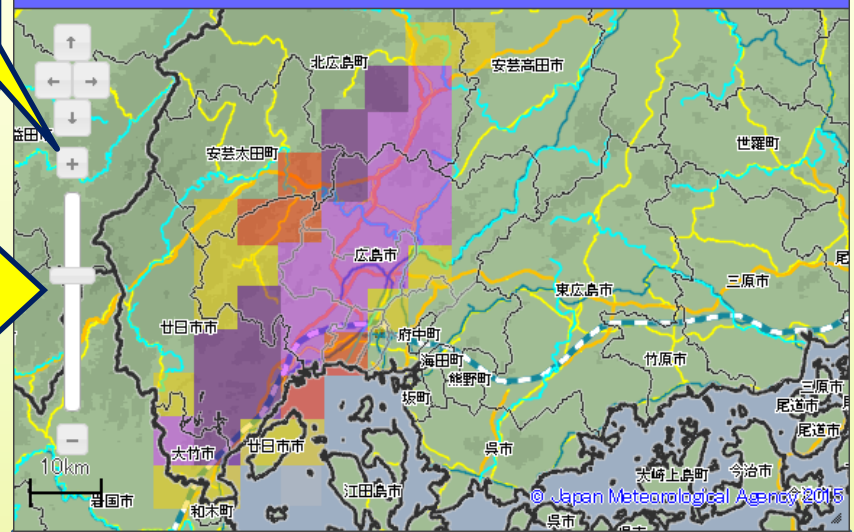 北広島町
安芸高田市
益田市
安芸太田町
世羅町
広島市
尾
東広島市
三原市
廿日市市
府中町
海田町
熊野町
竹原市
坂町
三原市
尾道市
尾道市
呉市
大竹市
廿日市市
大崎上島町
今治市
10km
江田島市
岩国市
和木町
呉市
© Japan Meteorological Agency 2015